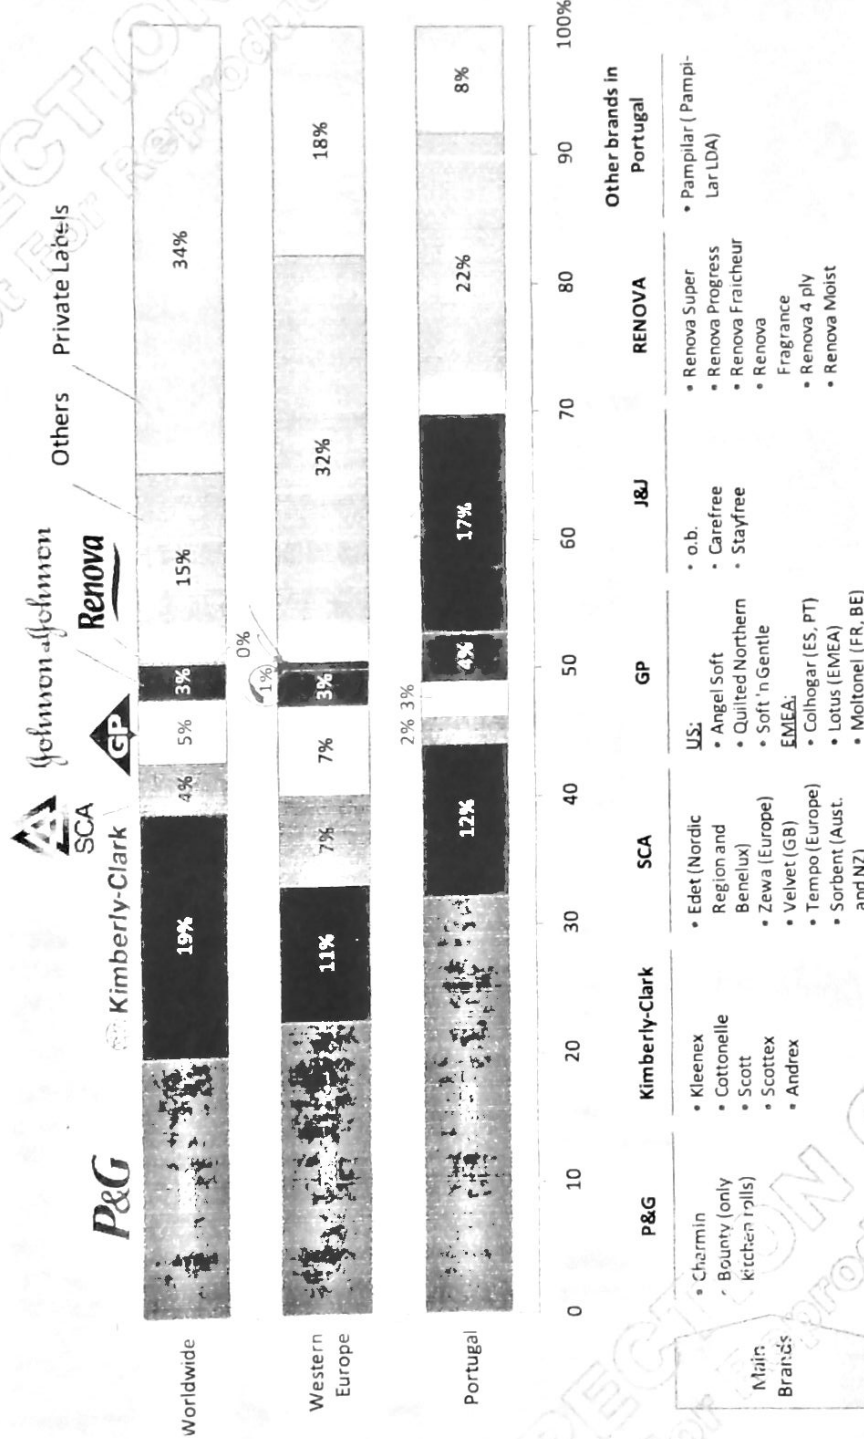 Others Private Labels
Johnson & Johnson
Renova
SCA
GP
Kimberly-Clark
P&G
Worldwide
19%
4%
5%
3%
15%
34%
Western
Europe
11%
7%
7%
3%
1%
0%
32%
18%
Portugal
12%
2% 3%
4%
17%
22%
8%
0 10 20 30 40 50 60 70 80 90 100%
Main
Brands
P&G
• Charmin
• Bounty (only
kitchen rolls)
Kimberly-Clark
• Kleenex
• Cottonelle
• Scott
• Scottex
• Andrex
SCA
• Edet (Nordic
Region and
Benelux)
• Zewa (Europe)
• Velvet (GB)
• Tempo (Europe)
• Sorbent (Aust.
and NZ)
GP
US:
• Angel Soft
• Quilted Northern
• Soft 'n Gentle
EMEA:
• Colhogar (ES, PT)
• Lotus (EMEA)
• Moltonel (FR, BE)
J&J
• o.b.
• Carefree
• Stayfree
RENOVA
• Renova Super
• Renova Progress
• Renova Fraicheur
• Renova
Fragrance
• Renova 4 ply
• Renova Moist
Other brands in
Portugal
• Pampilar ( Pampi-
Lar LDA)